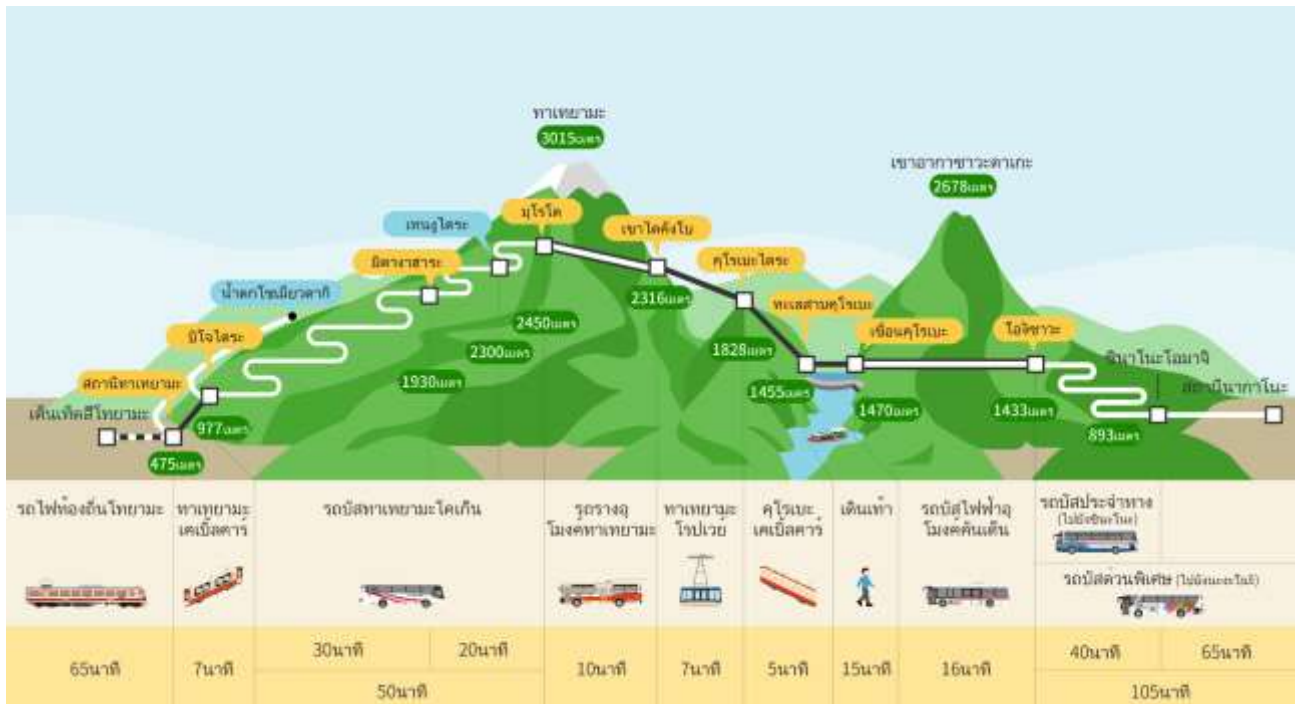 ทาเทยามะ
3015เมตร
เขาอากาซาวะดาเกะ
2678เมตร
มุโรโด
เทนงูไดระ
เขาไดคังโบ
มิดางาฮาระ
คุโรเบะไดระ
น้ำตกโชเมียวดากิ
2316เมตร
ทะเลสาบคุโรเบะ
บิโจไดระ
2450เมตร
เขื่อนคุโรเบะ
โองิซาวะ
2300เมตร
1828เมตร
ชินาโนะโอมาจิ
สถานีทาเทยามะ
1930เมตร
1455เมตร
สถานีนากาโนะ
เด็นเท็ตสึโทยามะ
977เมตร
1470เมตร
1433เมตร
893เมตร
475เมตร
รถไฟท้องถิ่นโทยามะ
ทาเทยามะ
เคเบิ้ลคาร์
รถบัสทาเทยามะโคเก็น
รถรางอุ
โมงค์ทาเทยามะ
ทาเทยามะ
โรปเวย์
คุโรเบะ
เคเบิ้ลคาร์
เดินเท้า
รถบัสไฟฟ้าอุ
โมงค์คันเด็น
รถบัสประจำทาง
รถบัสด่วนพิเศษ
65นาที
7นาที
30นาที
20นาที
50นาที
10นาที
7นาที
5นาที
15นาที
16นาที
40นาที
65นาที
105นาที